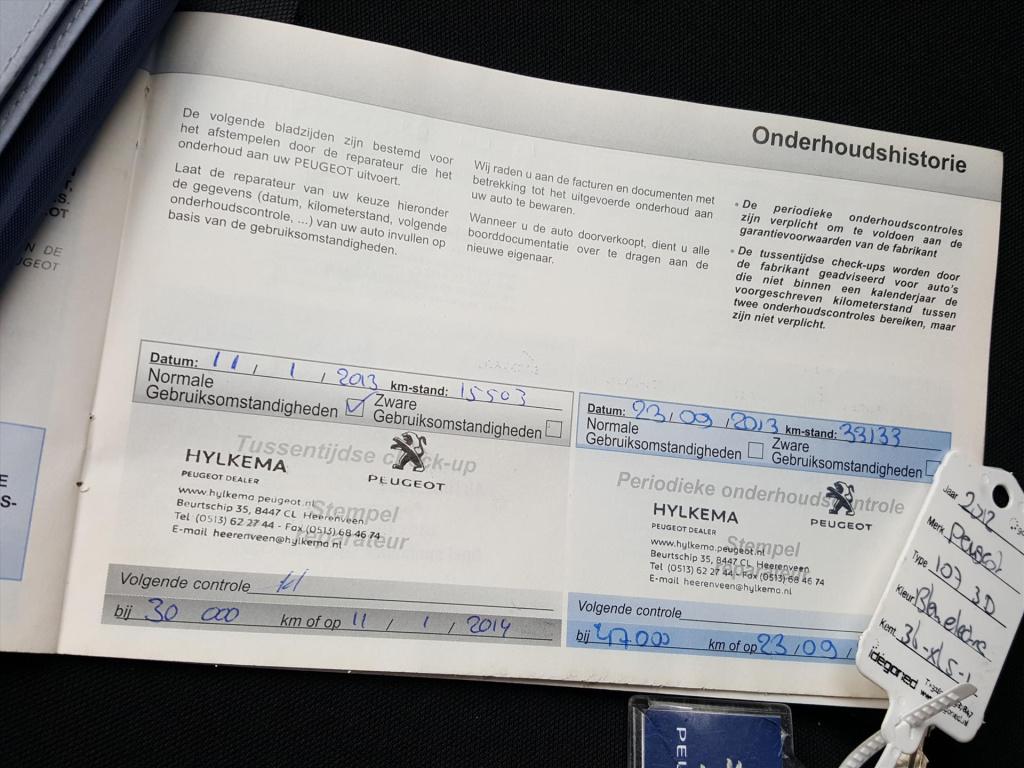 Onderhoudshistorie
De volgende bladzijden zijn bestemd voor
het afstempelen door de reparateur die het
onderhoud aan uw PEUGEOT uitvoert.
Laat de reparateur van uw keuze hieronder
de gegevens (datum, kilometerstand, volgende
onderhoudscontrole, ...) van uw auto invullen op
basis van de gebruiksomstandigheden.
Wij raden u aan de facturen en documenten met
betrekking tot het uitgevoerde onderhoud aan
uw auto te bewaren.
Wanneer u de auto doorverkoopt, dient u alle
boorddocumentatie over te dragen aan de
nieuwe eigenaar.
• De periodieke onderhoudscontroles
zijn verplicht om te voldoen aan de
garantievoorwaarden van de fabrikant
• De tussentijdse check-ups worden door
de fabrikant geadviseerd voor auto's
die niet binnen een kalenderjaar de
voorgeschreven kilometerstand tussen
twee onderhoudscontroles bereiken, maar
zijn niet verplicht.
Datum: 11 / 1 / 2013 km-stand: 15503
Normale
Gebruiksomstandigheden
Zware
Gebruiksomstandigheden
Tussentijdse check-up
HYLKEMA
PEUGEOT DEALER
PEUGEOT
www.hylkema.peugeot.nl
Beurtschip 35, 8447 CL Heerenveen
Tel (0513) 62 27 44 - Fax (0513) 68 46 74
E-mail heerenveen@hylkema.nl
Stempel
reparateur
Volgende controle
bij 30 000 km of op 11 / 1 / 2014
Datum: 23/09/2013 km-stand: 33133
Normale
Gebruiksomstandigheden
Zware
Gebruiksomstandigheden
Periodieke onderhoudscontrole
HYLKEMA
PEUGEOT DEALER
PEUGEOT
www.hylkema.peugeot.nl
Beurtschip 35, 8447 CL Heerenveen
Tel (0513) 62 27 44 - Fax (0513) 68 46 74
E-mail heerenveen@hylkema.nl
Stempel
reparateur
Volgende controle
bij 47000 km of op 23/09/
Jaar 2012
Merk Peugeot
Type 107 3D
Kleur
Kent.
PEU